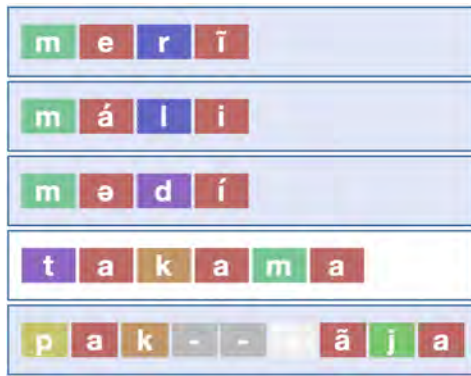 m e r ĩ
m á l i
m ə d í
t a k a m a
p a k - - ã j a